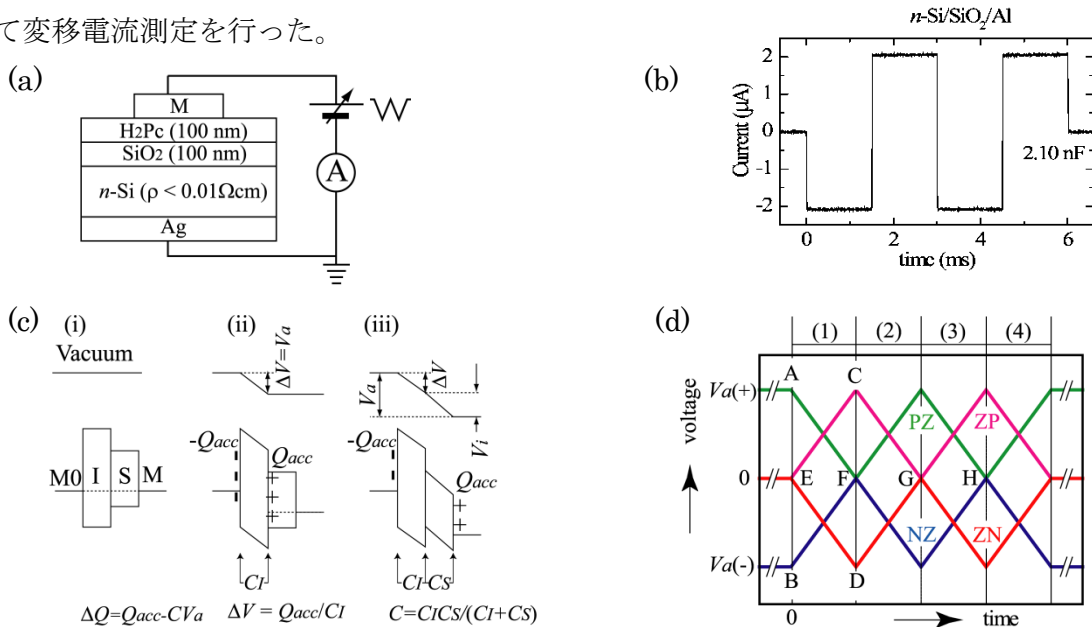 て変移電流測定を行った。
(a)
M
H2Pc (100 nm)
SiO2 (100 nm)
n-Si (ρ < 0.01Ωcm)
Ag
A
(b)
n-Si/SiO2/Al
Current (μA)
2
1
0
-1
-2
2.10 nF
0 2 4 6
time (ms)
(c)
(i)
Vacuum
M0 I S M
ΔQ=Qacc-CVa
(ii)
ΔV=Va
-Qacc
Qacc
CI
ΔV = Qacc/CI
(iii)
Va
ΔV
Vi
-Qacc
Qacc
CI CS
C=CICS/(CI+CS)
(d)
(1) (2) (3) (4)
voltage
Va(+)
0
Va(-)
A C
PZ ZP
E F G H
NZ ZN
B D
0
time